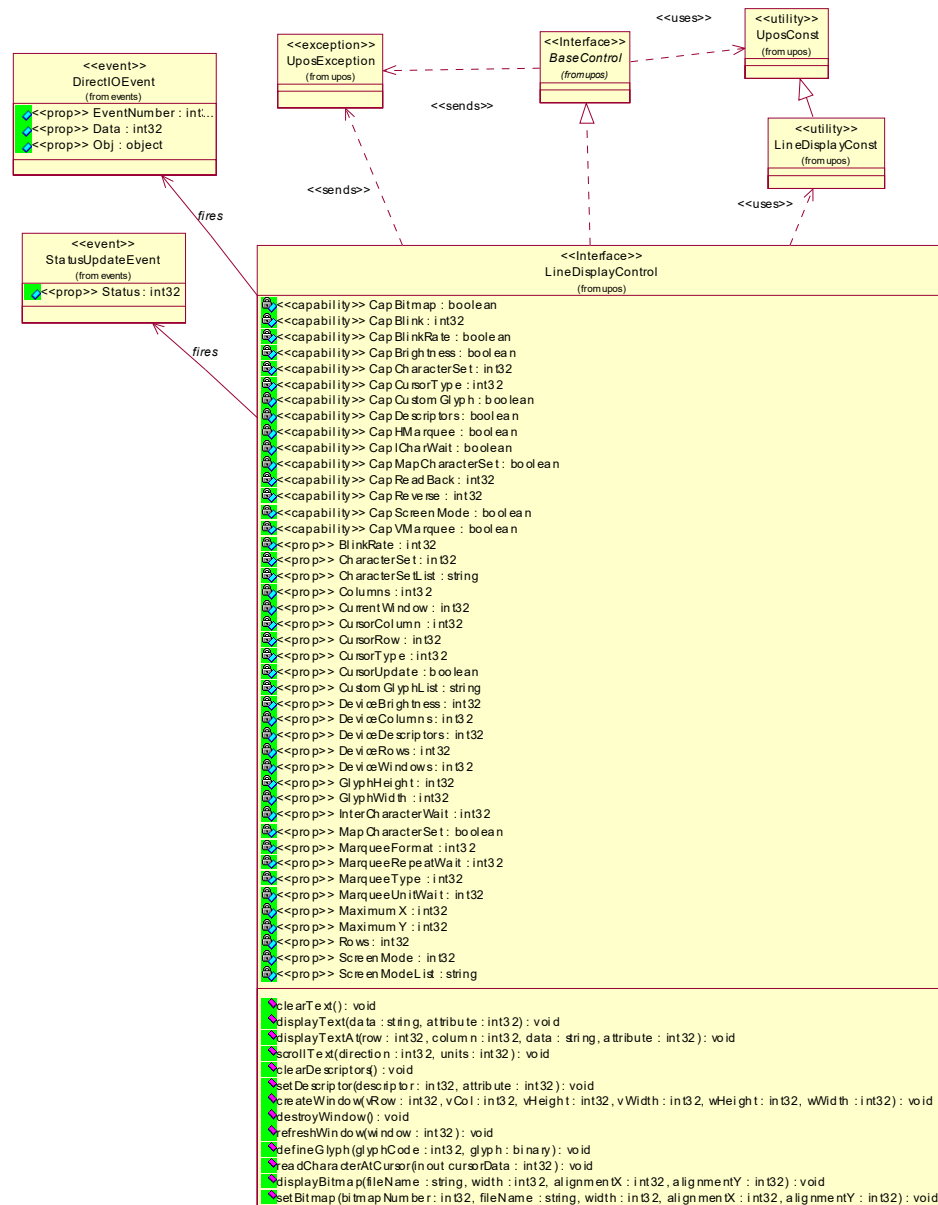 <<uses>>
<<utility>>
UposConst
(from upos)
<<exception>>
UposException
(from upos)
<<Interface>>
BaseControl
(from upos)
<<event>>
DirectIOEvent
(from events)
<<prop>> EventNumber : int...
<<prop>> Data : int32
<<prop>> Obj : object
<<sends>>
<<utility>>
LineDisplayConst
(from upos)
<<sends>>
<<uses>>
fires
<<event>>
StatusUpdateEvent
(from events)
<<prop>> Status : int32
fires
<<Interface>>
LineDisplayControl
(from upos)
<<capability>> CapBitmap : boolean
<<capability>> CapBlink : int32
<<capability>> CapBlinkRate : boolean
<<capability>> CapBrightness : boolean
<<capability>> CapCharacterSet : int32
<<capability>> CapCursorType : int32
<<capability>> CapCustomGlyph : boolean
<<capability>> CapDescriptors : boolean
<<capability>> CapHMarquee : boolean
<<capability>> CapICharWait : boolean
<<capability>> CapMapCharacterSet : boolean
<<capability>> CapReadBack : int32
<<capability>> CapReverse : int32
<<capability>> CapScreenMode : boolean
<<capability>> CapVMarquee : boolean
<<prop>> BlinkRate : int32
<<prop>> CharacterSet : int32
<<prop>> CharacterSetList : string
<<prop>> Columns : int32
<<prop>> CurrentWindow : int32
<<prop>> CursorColumn : int32
<<prop>> CursorRow : int32
<<prop>> CursorType : int32
<<prop>> CursorUpdate : boolean
<<prop>> CustomGlyphList : string
<<prop>> DeviceBrightness : int32
<<prop>> DeviceColumns : int32
<<prop>> DeviceDescriptors : int32
<<prop>> DeviceRows : int32
<<prop>> DeviceWindows : int32
<<prop>> GlyphHeight : int32
<<prop>> GlyphWidth : int32
<<prop>> InterCharacterWait : int32
<<prop>> MapCharacterSet : boolean
<<prop>> MarqueeFormat : int32
<<prop>> MarqueeRepeatWait : int32
<<prop>> MarqueeType : int32
<<prop>> MarqueeUnitWait : int32
<<prop>> MaximumX : int32
<<prop>> MaximumY : int32
<<prop>> Rows : int32
<<prop>> ScreenMode : int32
<<prop>> ScreenModeList : string
clearText() : void
displayText(data : string, attribute : int32) : void
displayTextAt(row : int32, column : int32, data : string, attribute : int32) : void
scrollText(direction : int32, units : int32) : void
clearDescriptors() : void
setDescriptor(descriptor : int32, attribute : int32) : void
createWindow(vRow : int32, vCol : int32, vHeight : int32, vWidth : int32, wHeight : int32, wWidth : int32) : void
destroyWindow() : void
refreshWindow(window : int32) : void
defineGlyph(glyphCode : int32, glyph : binary) : void
readCharacterAtCursor(inout cursorData : int32) : void
displayBitmap(fileName : string, width : int32, alignmentX : int32, alignmentY : int32) : void
setBitmap(bitmapNumber : int32, fileName : string, width : int32, alignmentX : int32, alignmentY : int32) : void